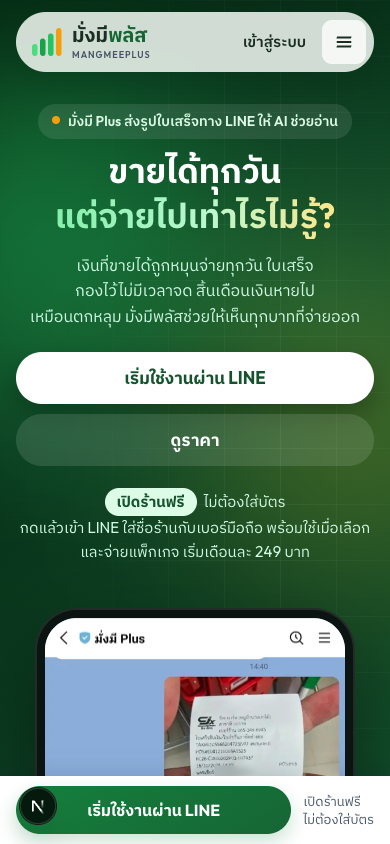 มั่งมีพลัส
MANGMEEPLUS
เข้าสู่ระบบ
มั่งมี Plus ส่งรูปใบเสร็จทาง LINE ให้ AI ช่วยอ่าน
ขายได้ทุกวัน
แต่จ่ายไปเท่าไรไม่รู้?
เงินที่ขายได้ถูกหมุนจ่ายทุกวัน ใบเสร็จ
กองไว้ไม่มีเวลาจด สิ้นเดือนเงินหายไป
เหมือนตกหลุม มั่งมีพลัสช่วยให้เห็นทุกบาทที่จ่ายออก
เริ่มใช้งานผ่าน LINE
ดูราคา
เปิดร้านฟรี ไม่ต้องใส่บัตร
กดแล้วเข้า LINE ใส่ชื่อร้านกับเบอร์มือถือ พร้อมใช้เมื่อเลือก
และจ่ายแพ็กเกจ เริ่มเดือนละ 249 บาท
มั่งมี Plus
14:40
N
เริ่มใช้งานผ่าน LINE
เปิดร้านฟรี
ไม่ต้องใส่บัตร